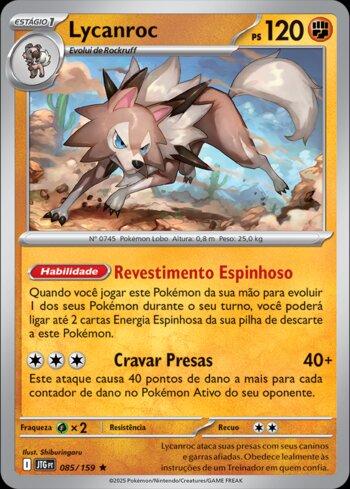 ESTÁGIO 1
Lycanroc
PS 120
Evolui de Rockruff
Nº 0745 Pokémon Lobo Altura: 0,8 m Peso: 25,0 kg
Habilidade Revestimento Espinhoso
Quando você jogar este Pokémon da sua mão para evoluir
1 dos seus Pokémon durante o seu turno, você poderá
ligar até 2 cartas Energia Espinhosa da sua pilha de descarte
a este Pokémon.
Cravar Presas 40+
Este ataque causa 40 pontos de dano a mais para cada
contador de dano no Pokémon Ativo do seu oponente.
Fraqueza ×2 Resistência Recuo
Ilust. Shiburingaru
I JTG PT 085/159 ★
Lycanroc ataca suas presas com seus caninos
e garras afiadas. Obedece lealmente às
instruções de um Treinador em quem confia.
©2025 Pokémon/Nintendo/Creatures/GAME FREAK